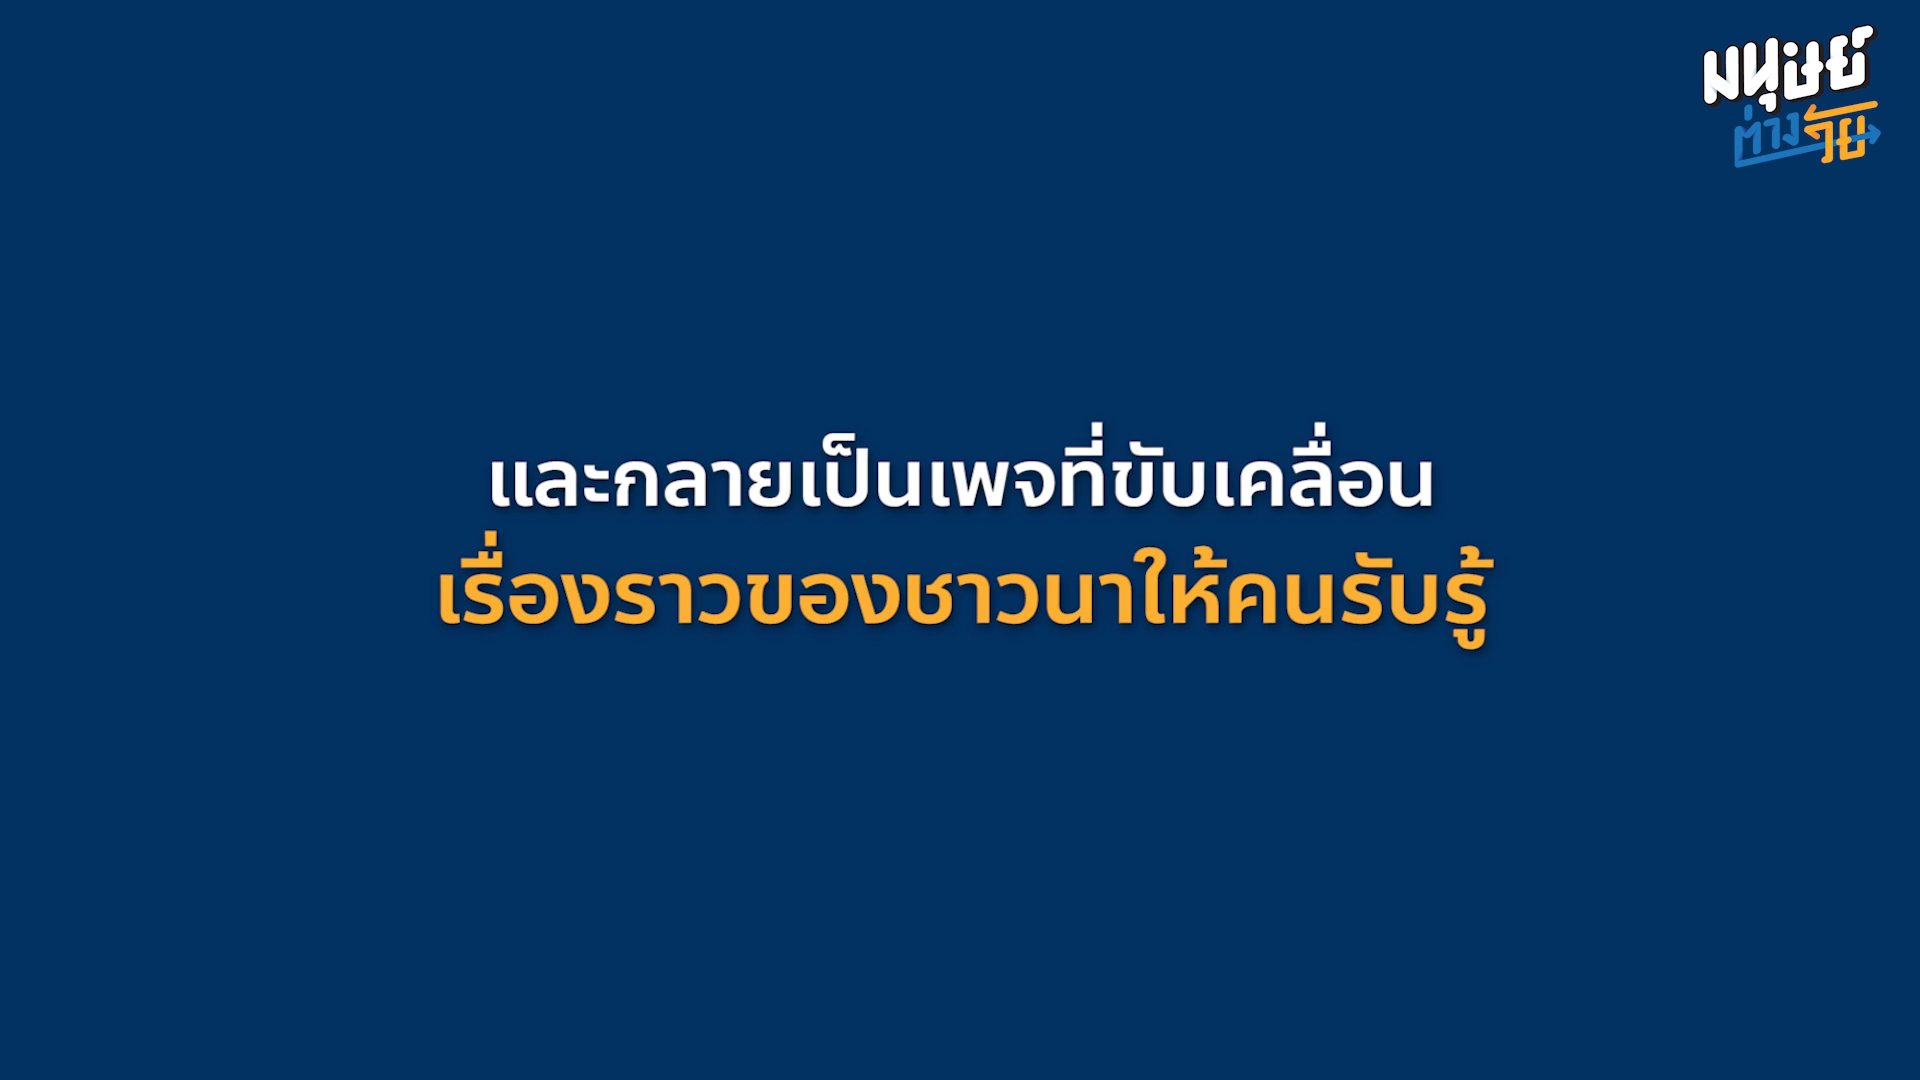 มนุษย์
ต่างวัย
และกลายเป็นเพจที่ขับเคลื่อน
เรื่องราวของชาวนาให้คนรับรู้